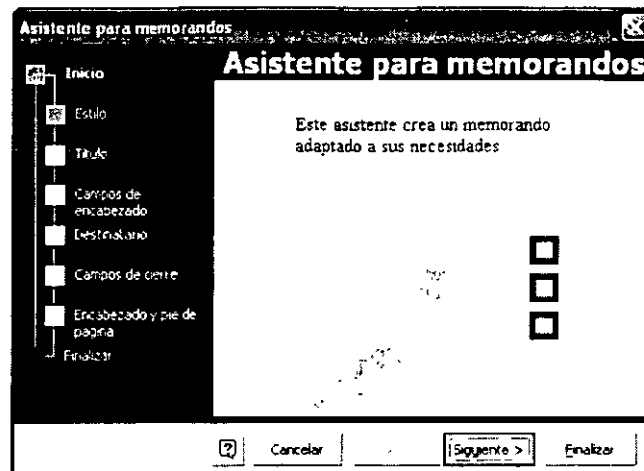 Asistente para memorandos
Asistente para memorandos
Inicio
Estilo
Título
Campos de
encabezado
Destinatario
Campos de cierre
Encabezado y pie de
página
Finalizar
Este asistente crea un memorando
adaptado a sus necesidades
Cancelar
Siguiente >
Finalizar